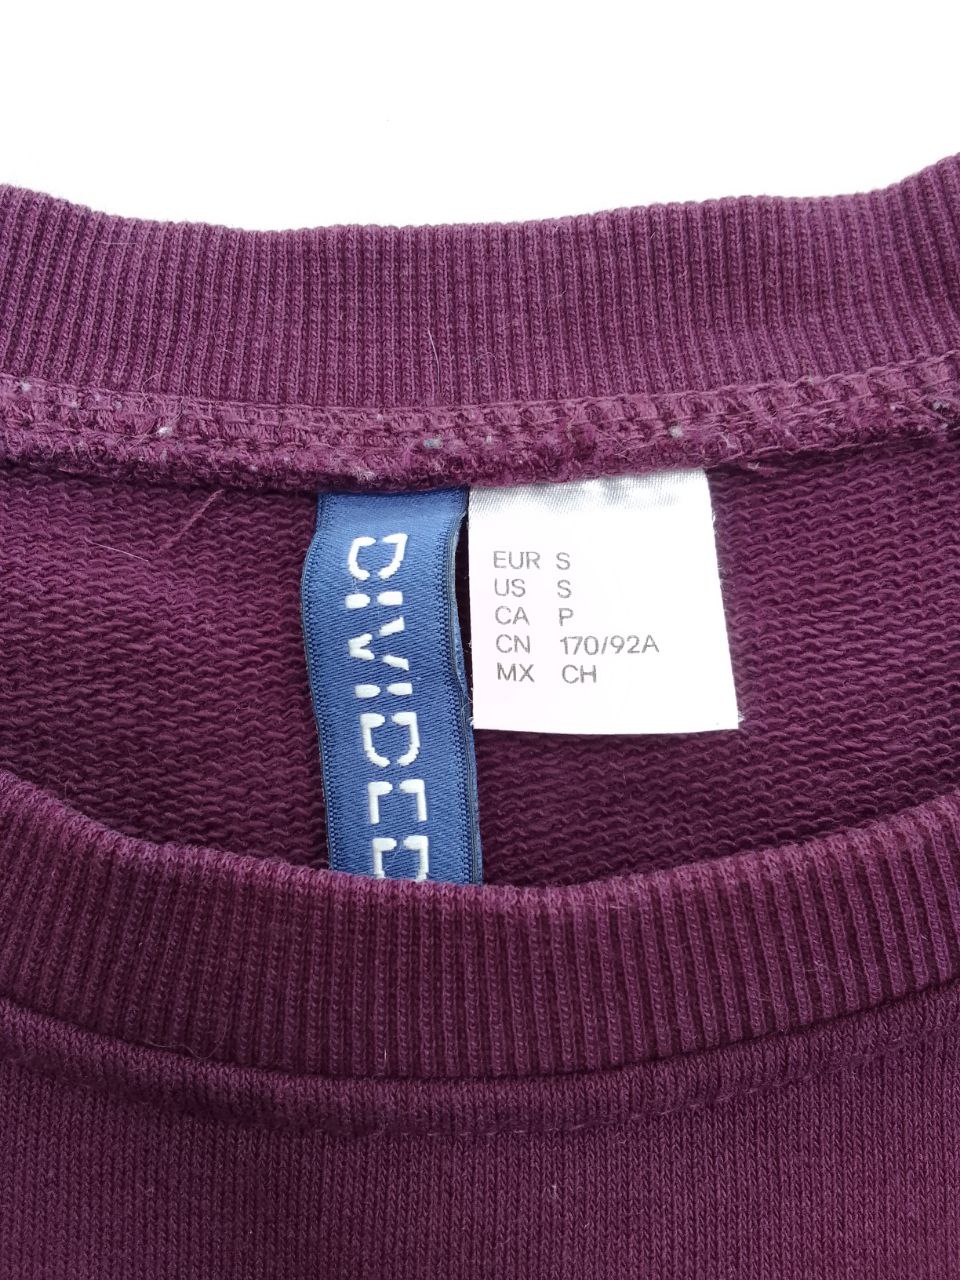 DIVIDED
EUR S
US S
CA P
CN 170/92A
MX CH